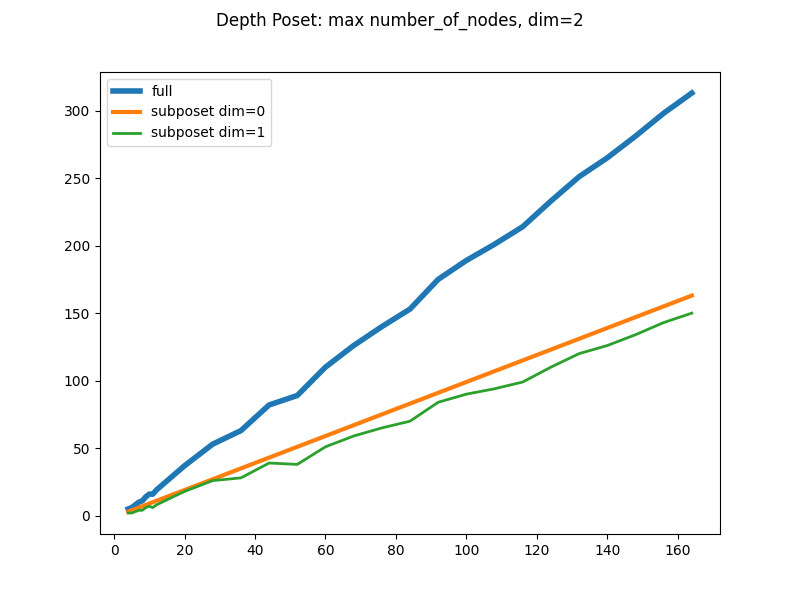 Depth Poset: max number_of_nodes, dim=2
full
subposet dim=0
subposet dim=1
300
250
200
150
100
50
0
0 20 40 60 80 100 120 140 160